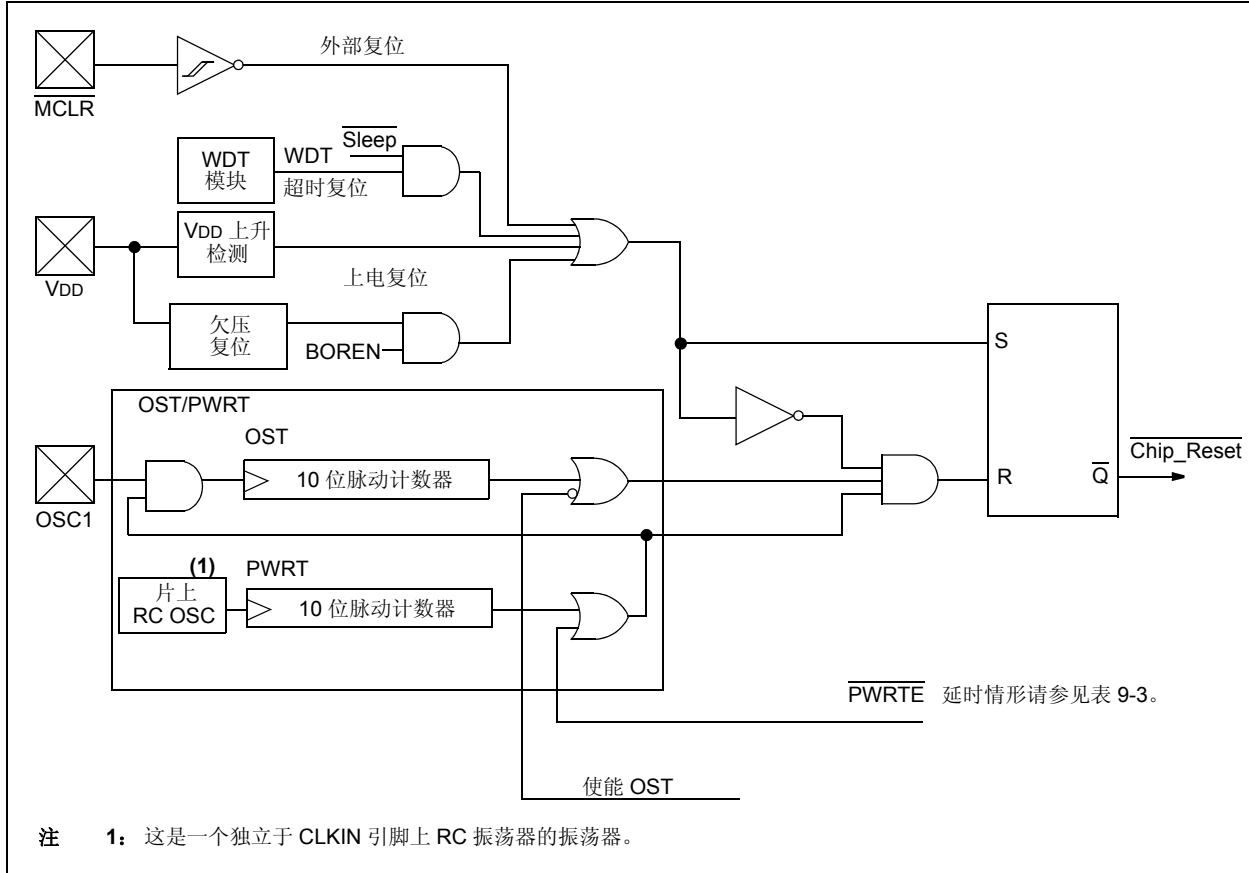 外部复位
MCLR
Sleep
WDT
模块
WDT
超时复位
VDD 上升
检测
VDD
上电复位
欠压
复位
BOREN
S
OST/PWRT
OST
10 位脉动计数器
OSC1
R
Q
Chip_Reset
(1)
PWRT
片上
RC OSC
10 位脉动计数器
PWRTE 延时情形请参见表 9-3。
使能 OST
注 1: 这是一个独立于 CLKIN 引脚上 RC 振荡器的振荡器。